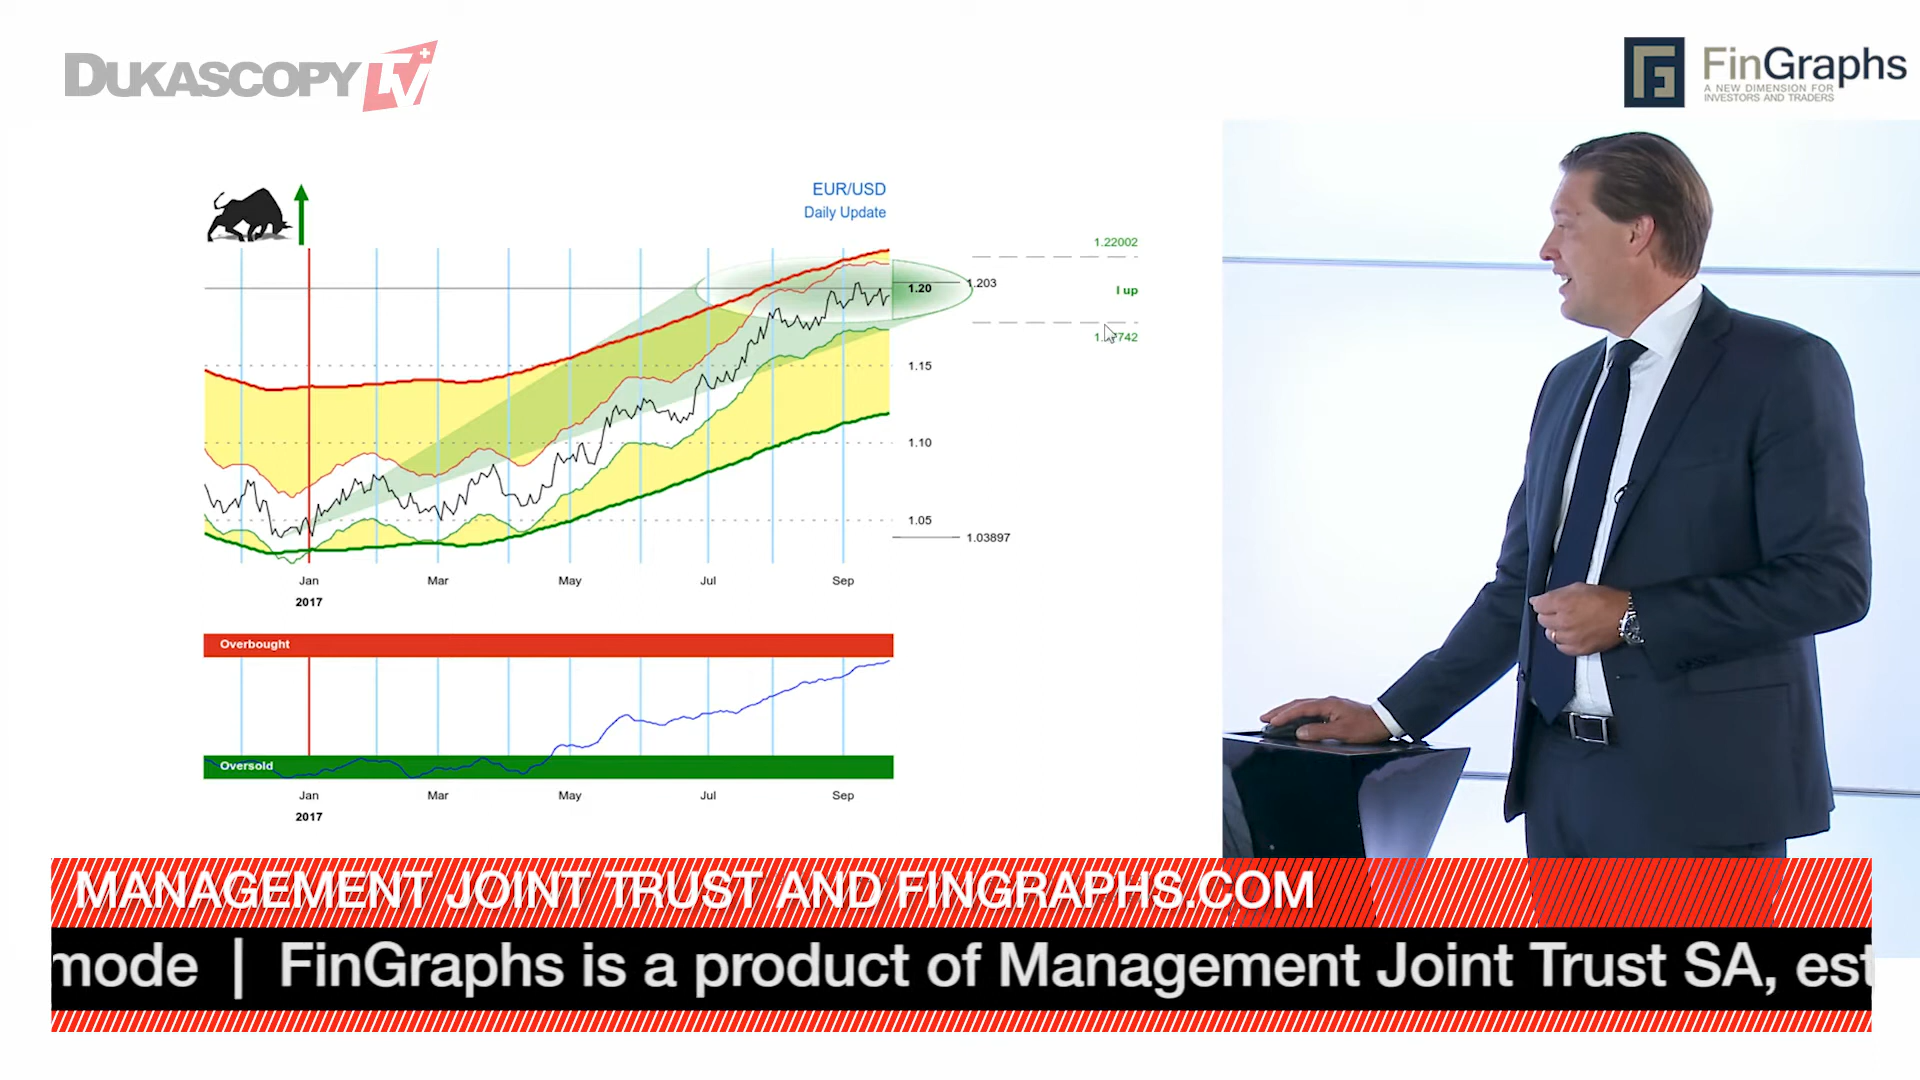 DUKASCOPY TV
FinGraphs
A NEW DIMENSION FOR
INVESTORS AND TRADERS
EUR/USD
Daily Update
1.22002
1.203
1.20
I up
1.15
1.10
1.05
1.03897
Jan Mar May Jul Sep
2017
Overbought
Oversold
Jan Mar May Jul Sep
2017
MANAGEMENT JOINT TRUST AND FINGRAPHS.COM
mode | FinGraphs is a product of Management Joint Trust SA, est